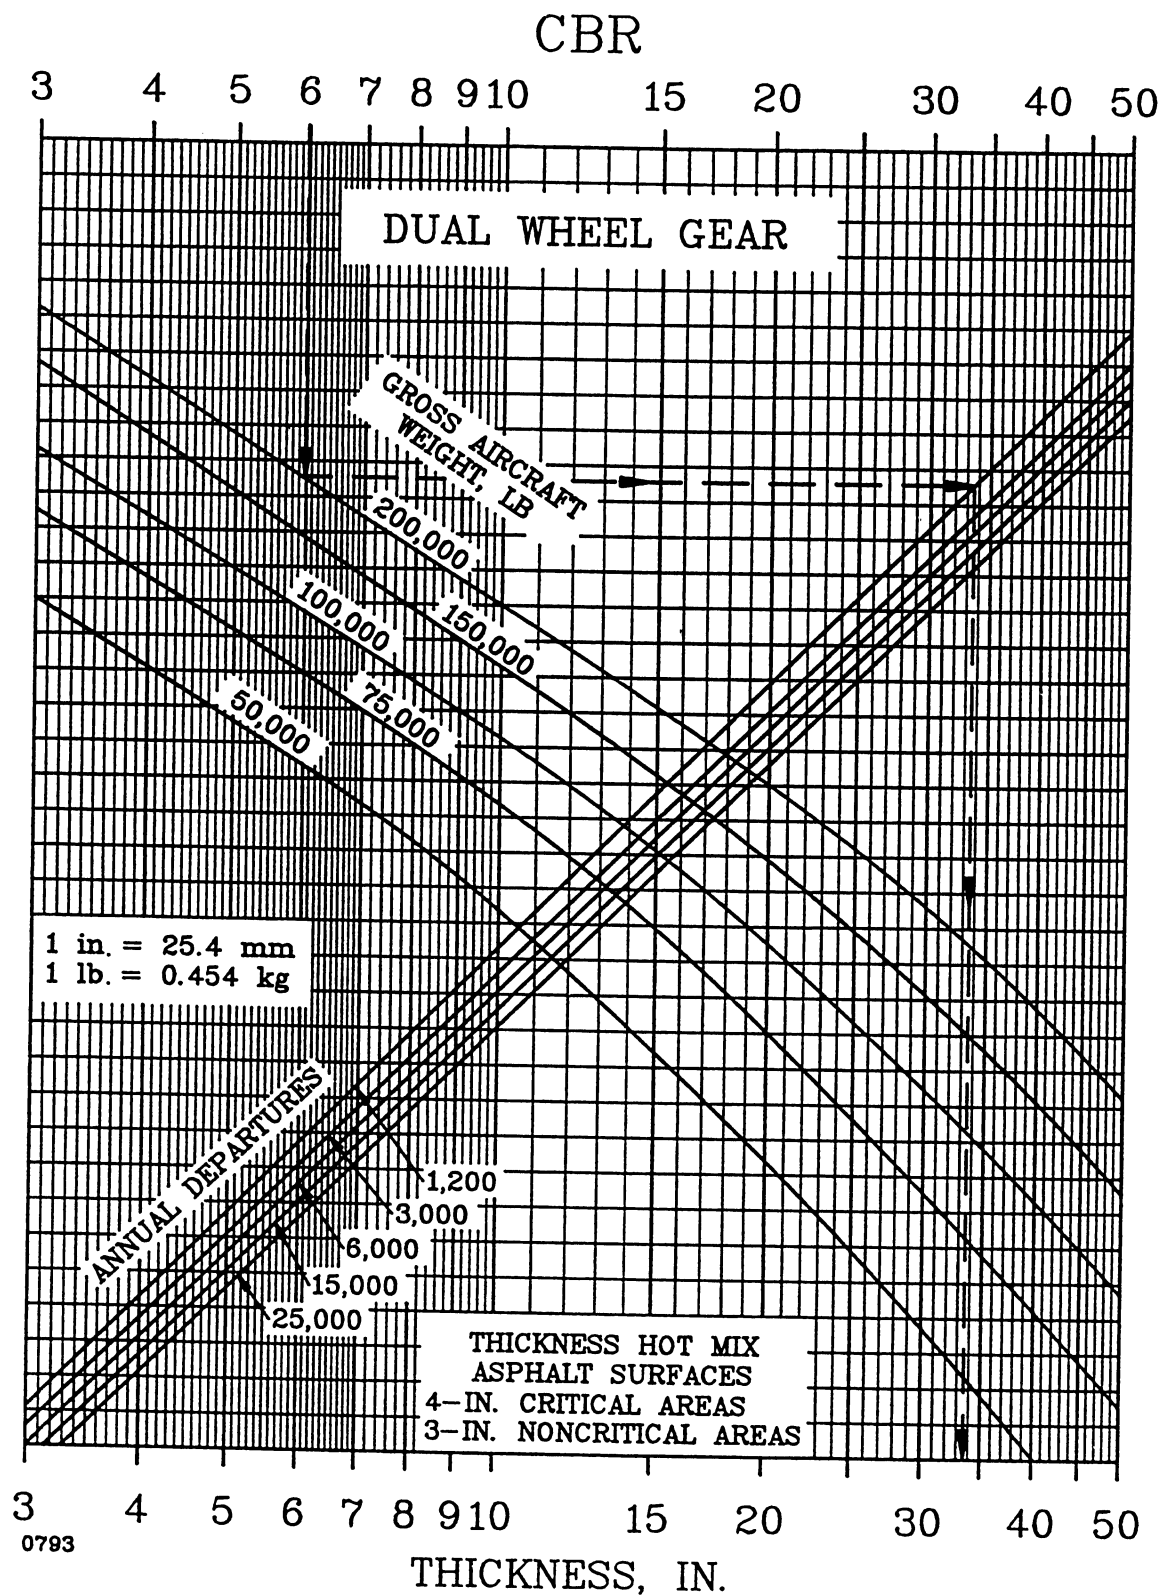 CBR
3 4 5 6 7 8 9 10 15 20 30 40 50
DUAL WHEEL GEAR
GROSS AIRCRAFT
WEIGHT, LB
200,000
150,000
100,000
75,000
50,000
1 in. = 25.4 mm
1 lb. = 0.454 kg
ANNUAL DEPARTURES
1,200
3,000
6,000
15,000
25,000
THICKNESS HOT MIX
ASPHALT SURFACES
4-IN. CRITICAL AREAS
3-IN. NONCRITICAL AREAS
3 4 5 6 7 8 9 10 15 20 30 40 50
0793
THICKNESS, IN.